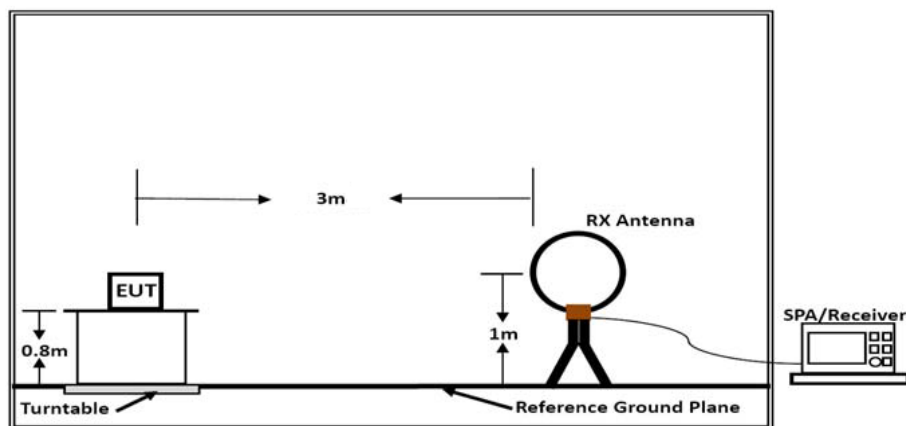 3m
RX Antenna
EUT
SPA/Receiver
0.8m
1m
Turntable
Reference Ground Plane